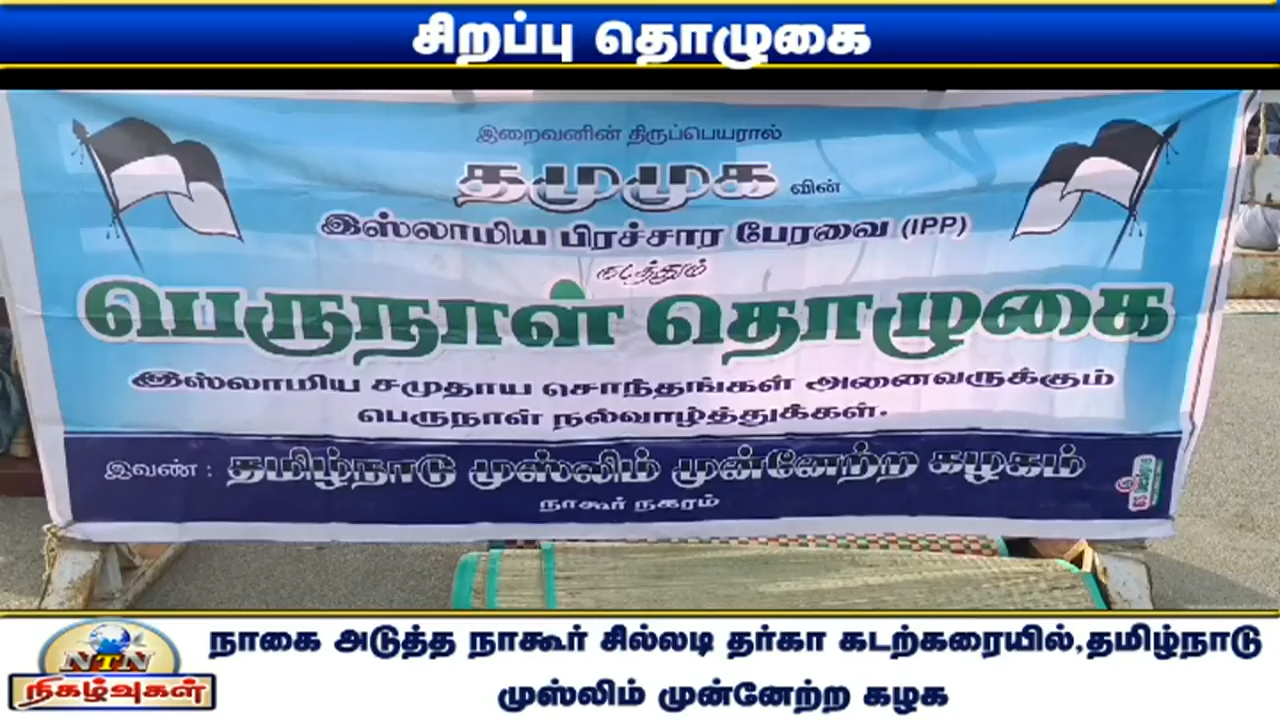 சிறப்பு தொழுகை
இறைவனின் திருப்பெயரால்
தமுமுக வின்
இஸ்லாமிய பிரச்சார பேரவை (IPP)
நடத்தும்
பெருநாள் தொழுகை
இஸ்லாமிய சமுதாய சொந்தங்கள் அனைவருக்கும்
பெருநாள் நல்வாழ்த்துக்கள்.
இவண் : தமிழ்நாடு முஸ்லிம் முன்னேற்ற கழகம்
நாகூர் நகரம்
NTN
நிகழ்வுகள்
நாகை அடுத்த நாகூர் சில்லடி தர்கா கடற்கரையில்,தமிழ்நாடு
முஸ்லிம் முன்னேற்ற கழக